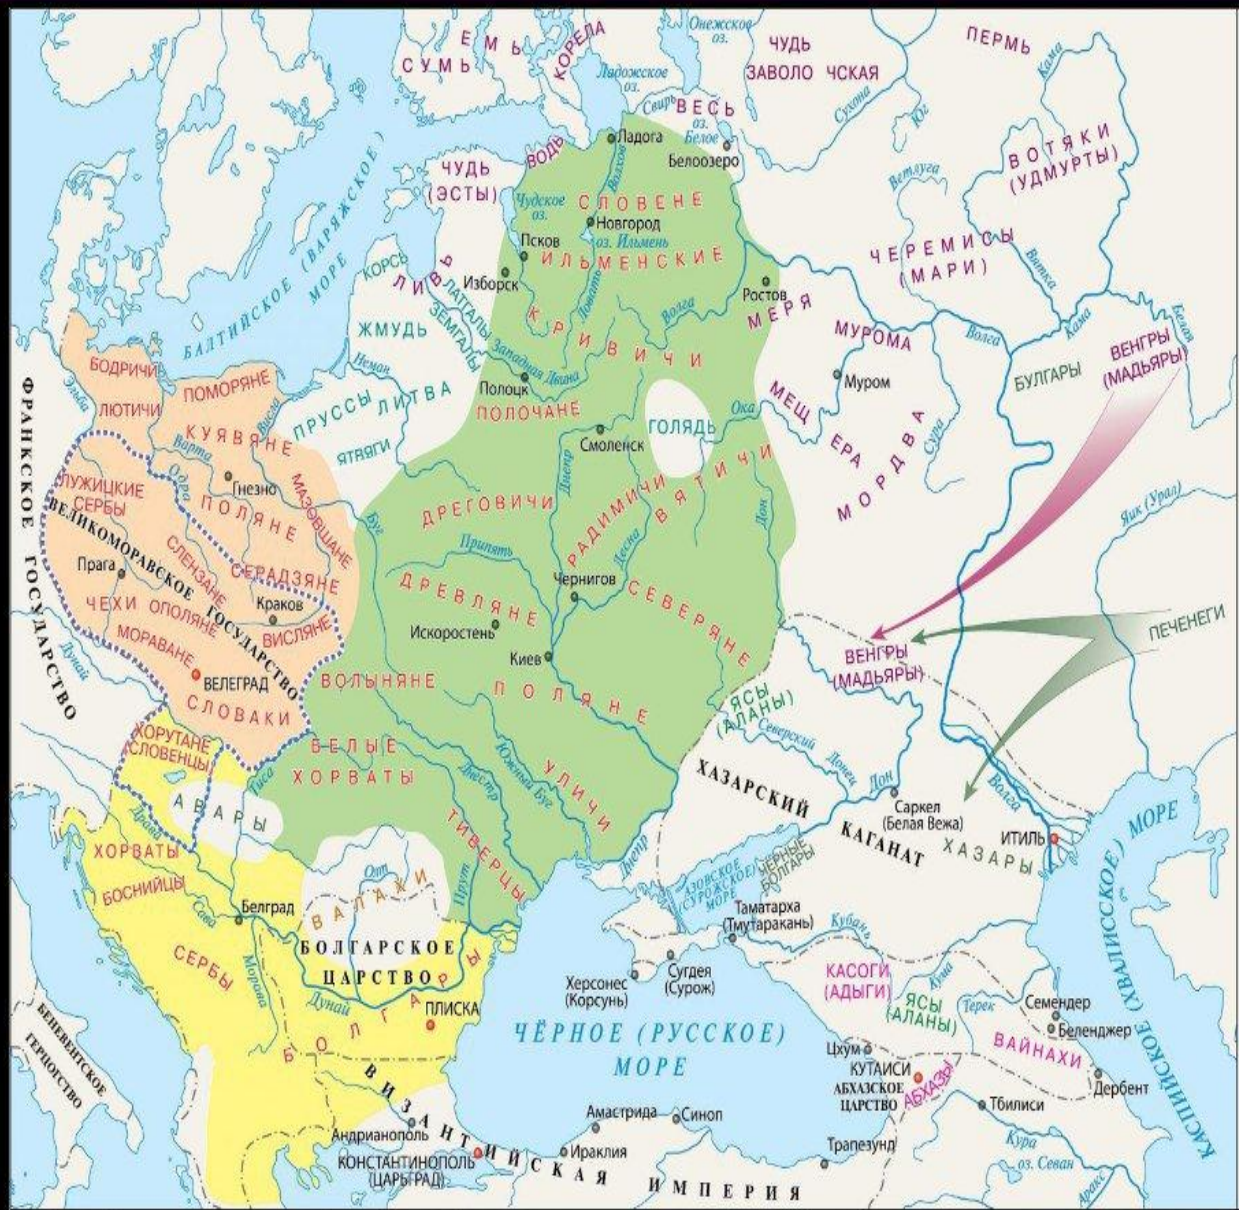 Онежское
оз.
ПЕРМЬ
ЕМЬ
СУМЬ
КОРЕЛА
ЧУДЬ
ЗАВОЛО ЧСКАЯ
Кама
Ладожское
оз.
Свирь
ВЕСЬ
оз.
Белое
Белоозеро
Сухона
Юг
Ладога
Волхов
ВОДЬ
ЧУДЬ
(ЭСТЫ)
ВОТЯКИ
(УДМУРТЫ)
Ветлуга
Чудское
оз.
СЛОВЕНЕ
Новгород
оз. Ильмень
ИЛЬМЕНСКИЕ
Псков
Изборск
Ловать
БАЛТИЙСКОЕ (ВАРЯЖСКОЕ)
МОРЕ
КОРСЬ
ЛИВЬ
ЛАТГАЛЫ
ЗЕМГАЛЫ
ЧЕРЕМИСЫ
(МАРИ)
Вятка
Ростов
МЕРЯ
Волга
КРИВИЧИ
МУРОМА
Волга
Кама
Белая
ЖМУДЬ
Неман
Западная Двина
Полоцк
ПОЛОЧАНЕ
БУЛГАРЫ
ВЕНГРЫ
(МАДЬЯРЫ)
Муром
БОДРИЧИ
ПОМОРЯНЕ
Эльба
ЛЮТИЧИ
Висла
ПРУССЫ
ЛИТВА
ЯТВЯГИ
ГОЛЯДЬ
Ока
МЕЩЕРА
МОРДВА
Сура
Смоленск
Днепр
КУЯВЯНЕ
Варта
Одра
Гнезно
МАЗОВШАНЕ
ПОЛЯНЕ
ЛУЖИЦКИЕ
СЕРБЫ
ФРАНКСКОЕ ГОСУДАРСТВО
ВЕЛИКОМОРАВСКОЕ ГОСУДАРСТВО
СЛЕНЗАНЕ
СЕРАДЗЯНЕ
Прага
Краков
ЧЕХИ
ОПОЛЯНЕ
ВИСЛЯНЕ
МОРАВАНЕ
ВЕЛЕГРАД
СЛОВАКИ
Дунай
Буг
ДРЕГОВИЧИ
РАДИМИЧИ
ВЯТИЧИ
Дон
Яик (Урал)
Припять
Десна
Чернигов
ДРЕВЛЯНЕ
СЕВЕРЯНЕ
Искоростень
Киев
ПЕЧЕНЕГИ
ВЕНГРЫ
(МАДЬЯРЫ)
ВОЛЫНЯНЕ
ПОЛЯНЕ
ЯСЫ
(АЛАНЫ)
Северский Донец
ХОРУТАНЕ
СЛОВЕНЦЫ
Тиса
БЕЛЫЕ
ХОРВАТЫ
Днестр
Южный Буг
УЛИЧИ
ТИВЕРЦЫ
ХАЗАРСКИЙ КАГАНАТ
Дон
Саркел
(Белая Вежа)
Волга
ИТИЛЬ
ХАЗАРЫ
АВАРЫ
Драва
ХОРВАТЫ
БОСНИЙЦЫ
Сава
Белград
Олт
ВАЛАХИ
Прут
Днепр
АЗОВСКОЕ
(СУРОЖСКОЕ)
МОРЕ
ЧЁРНЫЕ
БОЛГАРЫ
Таматарха
(Тмутаракань)
Кубань
КАСПИЙСКОЕ (ХВАЛИССКОЕ) МОРЕ
СЕРБЫ
Морава
БОЛГАРСКОЕ
ЦАРСТВО
Дунай
ПЛИСКА
БОЛГАРЫ
Херсонес
(Корсунь)
Сугдея
(Сурож)
КАСОГИ
(АДЫГИ)
Кума
ЯСЫ
(АЛАНЫ)
Терек
Семендер
Беленджер
ВАЙНАХИ
Дербент
ЧЁРНОЕ (РУССКОЕ)
МОРЕ
Цхум
КУТАИСИ
АБХАЗСКОЕ
ЦАРСТВО
АБХАЗЫ
Тбилиси
БЕНЕВЕНТСКОЕ
ГЕРЦОГСТВО
ВИЗАНТИЙСКАЯ ИМПЕРИЯ
Андрианополь
КОНСТАНТИНОПОЛЬ
(ЦАРЬГРАД)
Амастрида
Синоп
Ираклия
Трапезунд
Кура
оз. Севан
Аракс